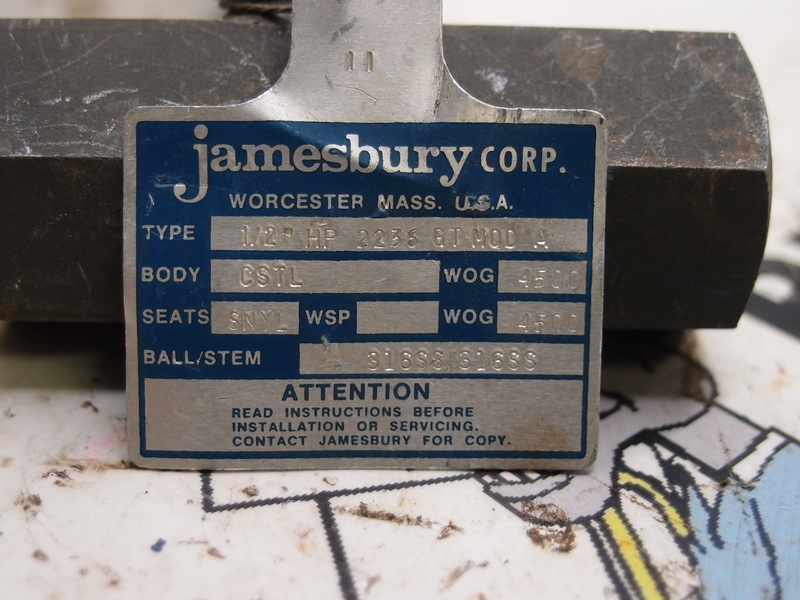 11
jamesbury CORP.
WORCESTER MASS. U.S.A.
TYPE 1/2" HP 2236 GT MOD A
BODY CSTL WOG 4500
SEATS SNYL WSP WOG 4500
BALL/STEM 316SS 316SS
ATTENTION
READ INSTRUCTIONS BEFORE
INSTALLATION OR SERVICING.
CONTACT JAMESBURY FOR COPY.